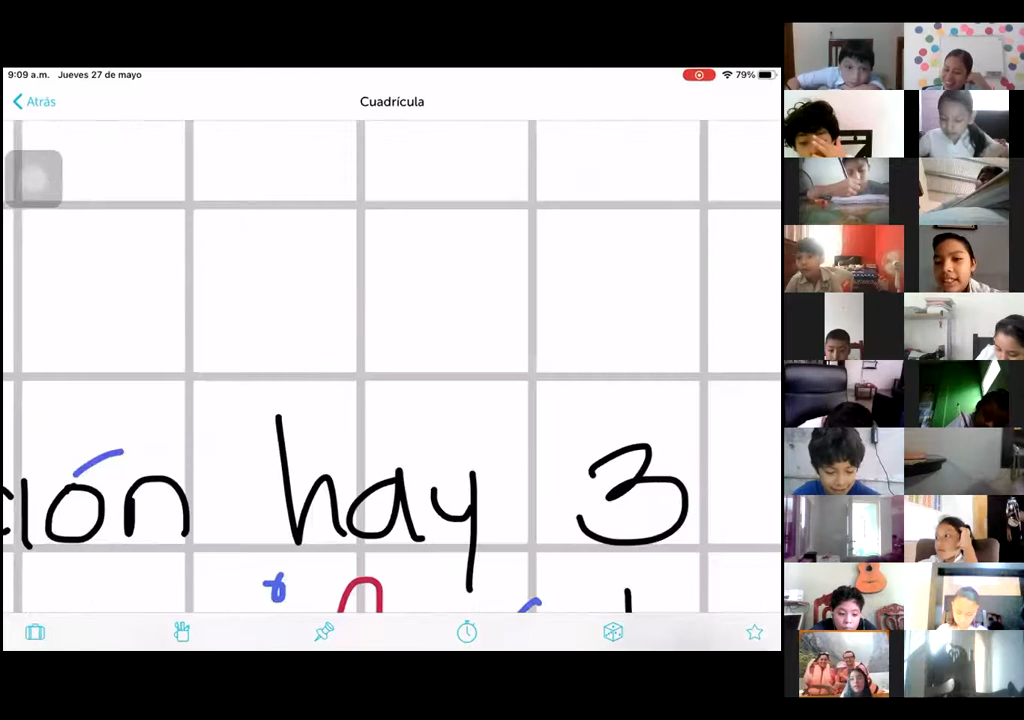 9:09 a.m. Jueves 27 de mayo
79%
Atrás
Cuadrícula
ción hay 3